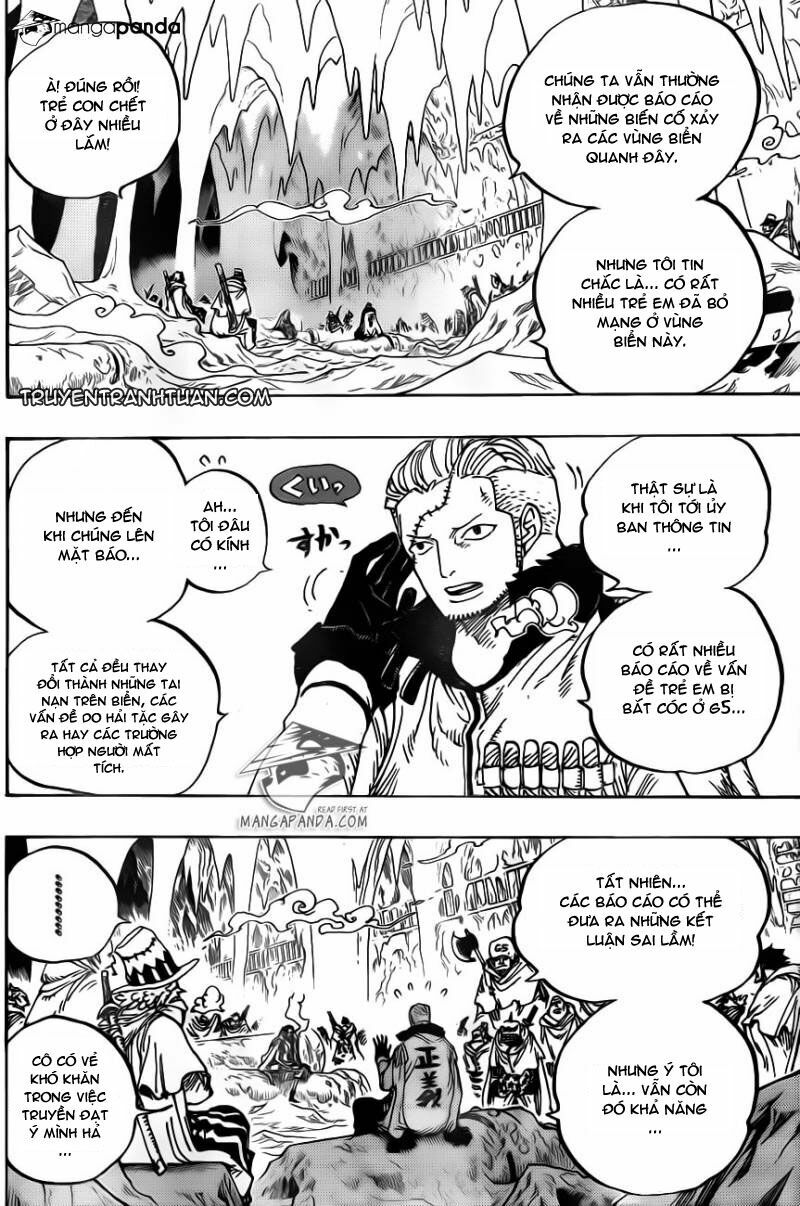 mangapanda
CHÚNG TA VẪN THƯỜNG
NHẬN ĐƯỢC BÁO CÁO
VỀ NHỮNG BIẾN CỐ XẢY
RA CÁC VÙNG BIỂN
QUANH ĐÂY.
NHƯNG TÔI TIN
CHẮC LÀ... CÓ RẤT
NHIỀU TRẺ EM ĐÃ BỎ
MẠNG Ở VÙNG
BIỂN NÀY.
À! ĐÚNG RỒI!
TRẺ CON CHẾT
Ở ĐÂY NHIỀU
LẮM!
TRUYENTRANHTUAN.COM
THẬT SỰ LÀ
KHI TÔI TỚI ỦY
BAN THÔNG TIN
...
CÓ RẤT NHIỀU
BÁO CÁO VỀ VẤN
ĐỀ TRẺ EM BỊ
BẮT CÓC Ở G5...
くいっ
すかっ
AH...
TÔI ĐÂU
CÓ KÍNH
...
NHƯNG ĐẾN
KHI CHÚNG LÊN
MẶT BÁO...
TẤT CẢ ĐỀU THAY
ĐỔI THÀNH NHỮNG TAI
NẠN TRÊN BIỂN, CÁC
VẤN ĐỀ DO HẢI TẶC GÂY
RA HAY CÁC TRƯỜNG
HỢP NGƯỜI MẤT
TÍCH.
READ FIRST AT
MANGAPANDA.COM
TẤT NHIÊN...
CÁC BÁO CÁO CÓ THỂ
ĐƯA RA NHỮNG KẾT
LUẬN SAI LẦM!
NHƯNG Ý TÔI
LÀ... VẪN CÒN
ĐÓ KHẢ NĂNG
...
G5
正義
CÔ CÓ VẺ
KHÓ KHĂN
TRONG VIỆC
TRUYỀN ĐẠT
Ý MÌNH HẢ
...